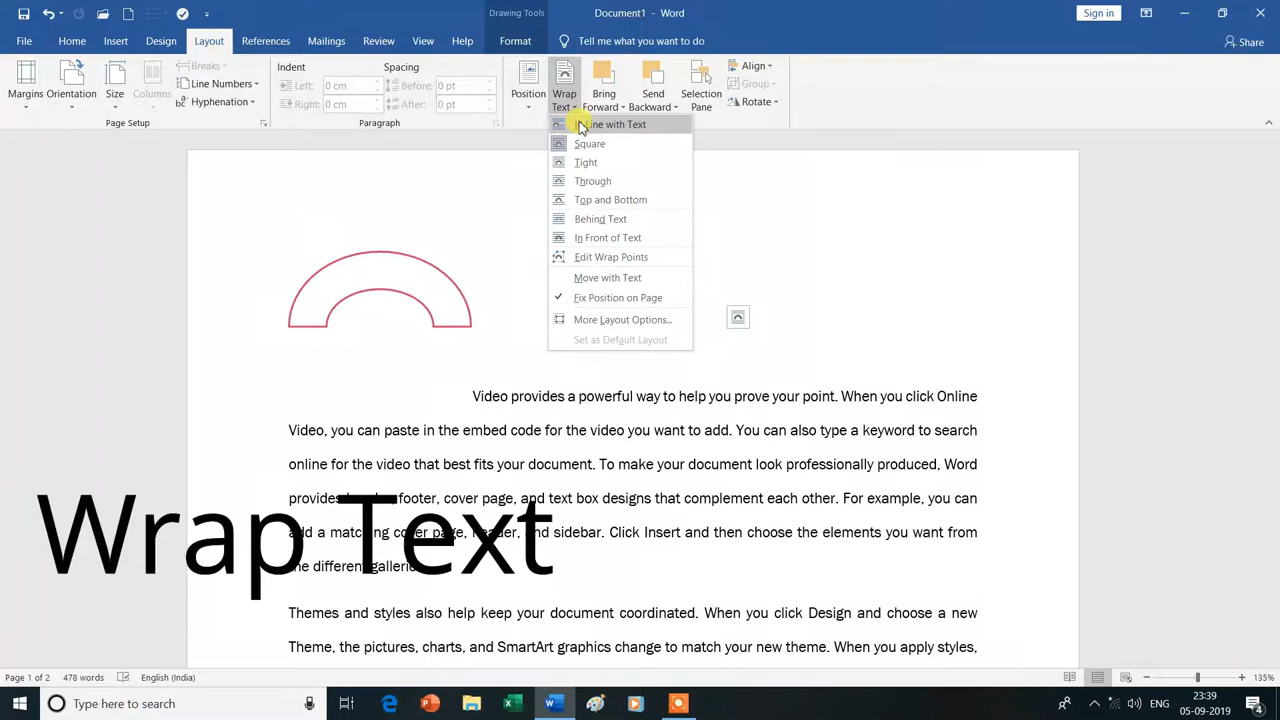 Drawing Tools
Document1 - Word
Sign in
File Home Insert Design Layout References Mailings Review View Help Format Tell me what you want to do
Share
Margins
Orientation
Size
Columns
Breaks
Line Numbers
Hyphenation
Page Setup
Indent
Left: 0 cm
Right: 0 cm
Spacing
Before: 0 pt
After: 0 pt
Paragraph
Position
Wrap
Text
Bring
Forward
Send
Backward
Selection
Pane
Align
Group
Rotate
Line with Text
Square
Tight
Through
Top and Bottom
Behind Text
In Front of Text
Edit Wrap Points
Move with Text
Fix Position on Page
More Layout Options...
Set as Default Layout
Video provides a powerful way to help you prove your point. When you click Online
Video, you can paste in the embed code for the video you want to add. You can also type a keyword to search
online for the video that best fits your document. To make your document look professionally produced, Word
provides footer, cover page, and text box designs that complement each other. For example, you can
add a matching cover page, header, and sidebar. Click Insert and then choose the elements you want from
the different
Wrap Text
Themes and styles also help keep your document coordinated. When you click Design and choose a new
Theme, the pictures, charts, and SmartArt graphics change to match your new theme. When you apply styles,
Page 1 of 2 478 words English (India)
135%
Type here to search
ENG
23:39
05-09-2019
4